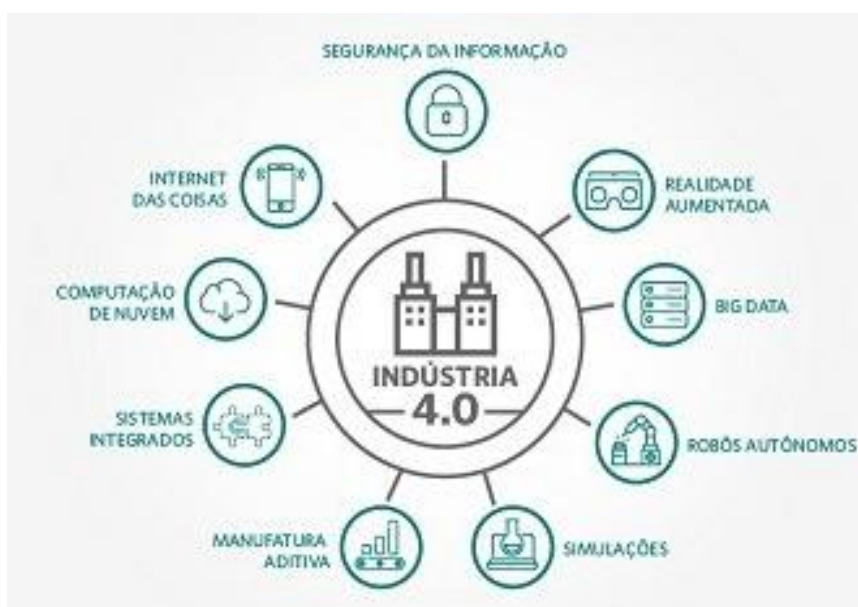 SEGURANÇA DA INFORMAÇÃO
INTERNET
DAS COISAS
REALIDADE
AUMENTADA
COMPUTAÇÃO
DE NUVEM
BIG DATA
INDÚSTRIA
4.0
SISTEMAS
INTEGRADOS
ROBÔS AUTÔNOMOS
MANUFATURA
ADITIVA
SIMULAÇÕES